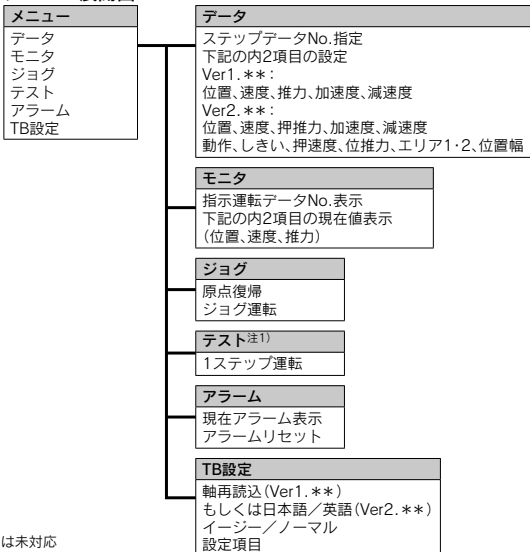 メニュー
データ
モニタ
ジョグ
テスト
アラーム
TB設定
データ
ステップデータNo.指定
下記の内2項目の設定
Ver1.**:
位置、速度、推力、加速度、減速度
Ver2.**:
位置、速度、押推力、加速度、減速度
動作、しきい、押速度、位推力、エリア1・2、位置幅
モニタ
指示運転データNo.表示
下記の内2項目の現在値表示
(位置、速度、推力)
ジョグ
原点復帰
ジョグ運転
テスト注1)
1ステップ運転
アラーム
現在アラーム表示
アラームリセット
TB設定
軸再読込(Ver1.**)
もしくは日本語/英語(Ver2.**)
イージー/ノーマル
設定項目
は未対応